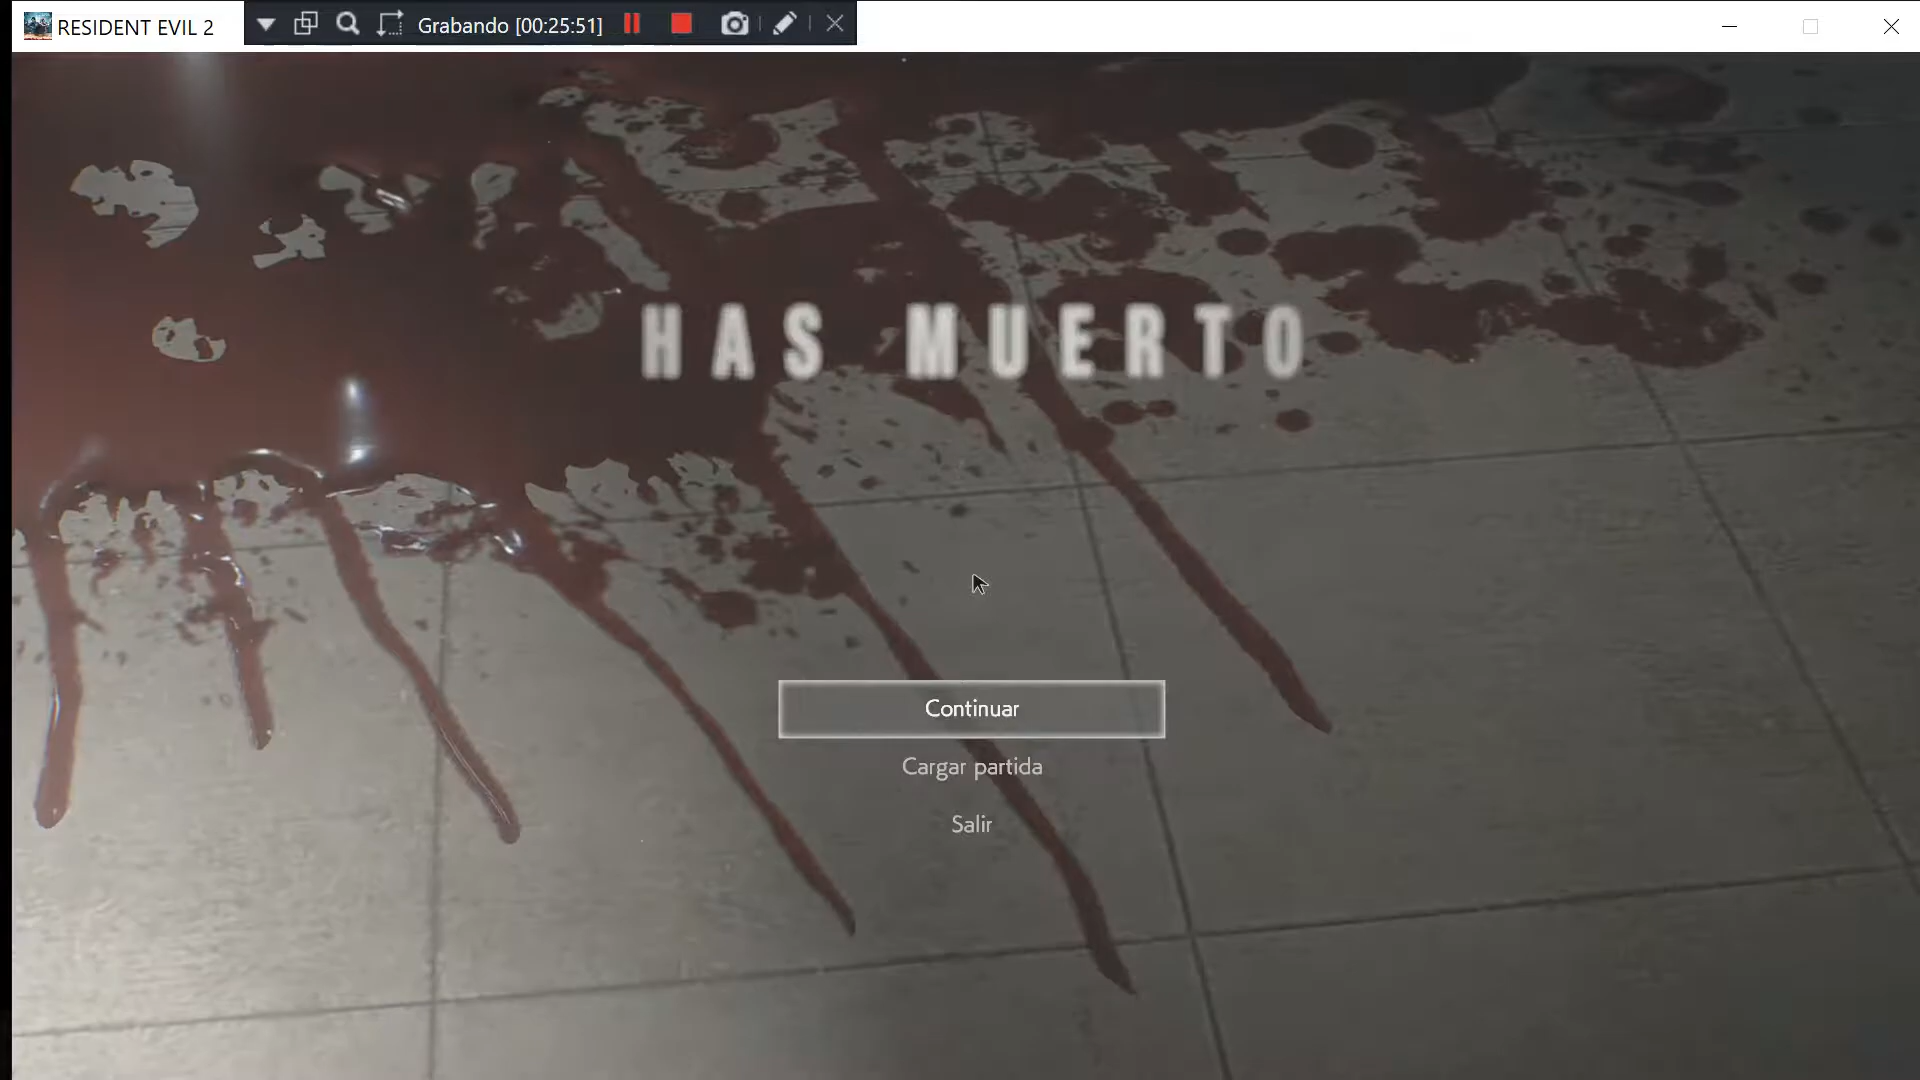 RESIDENT EVIL 2
Grabando [00:25:51]
HAS MUERTO
Continuar
Cargar partida
Salir